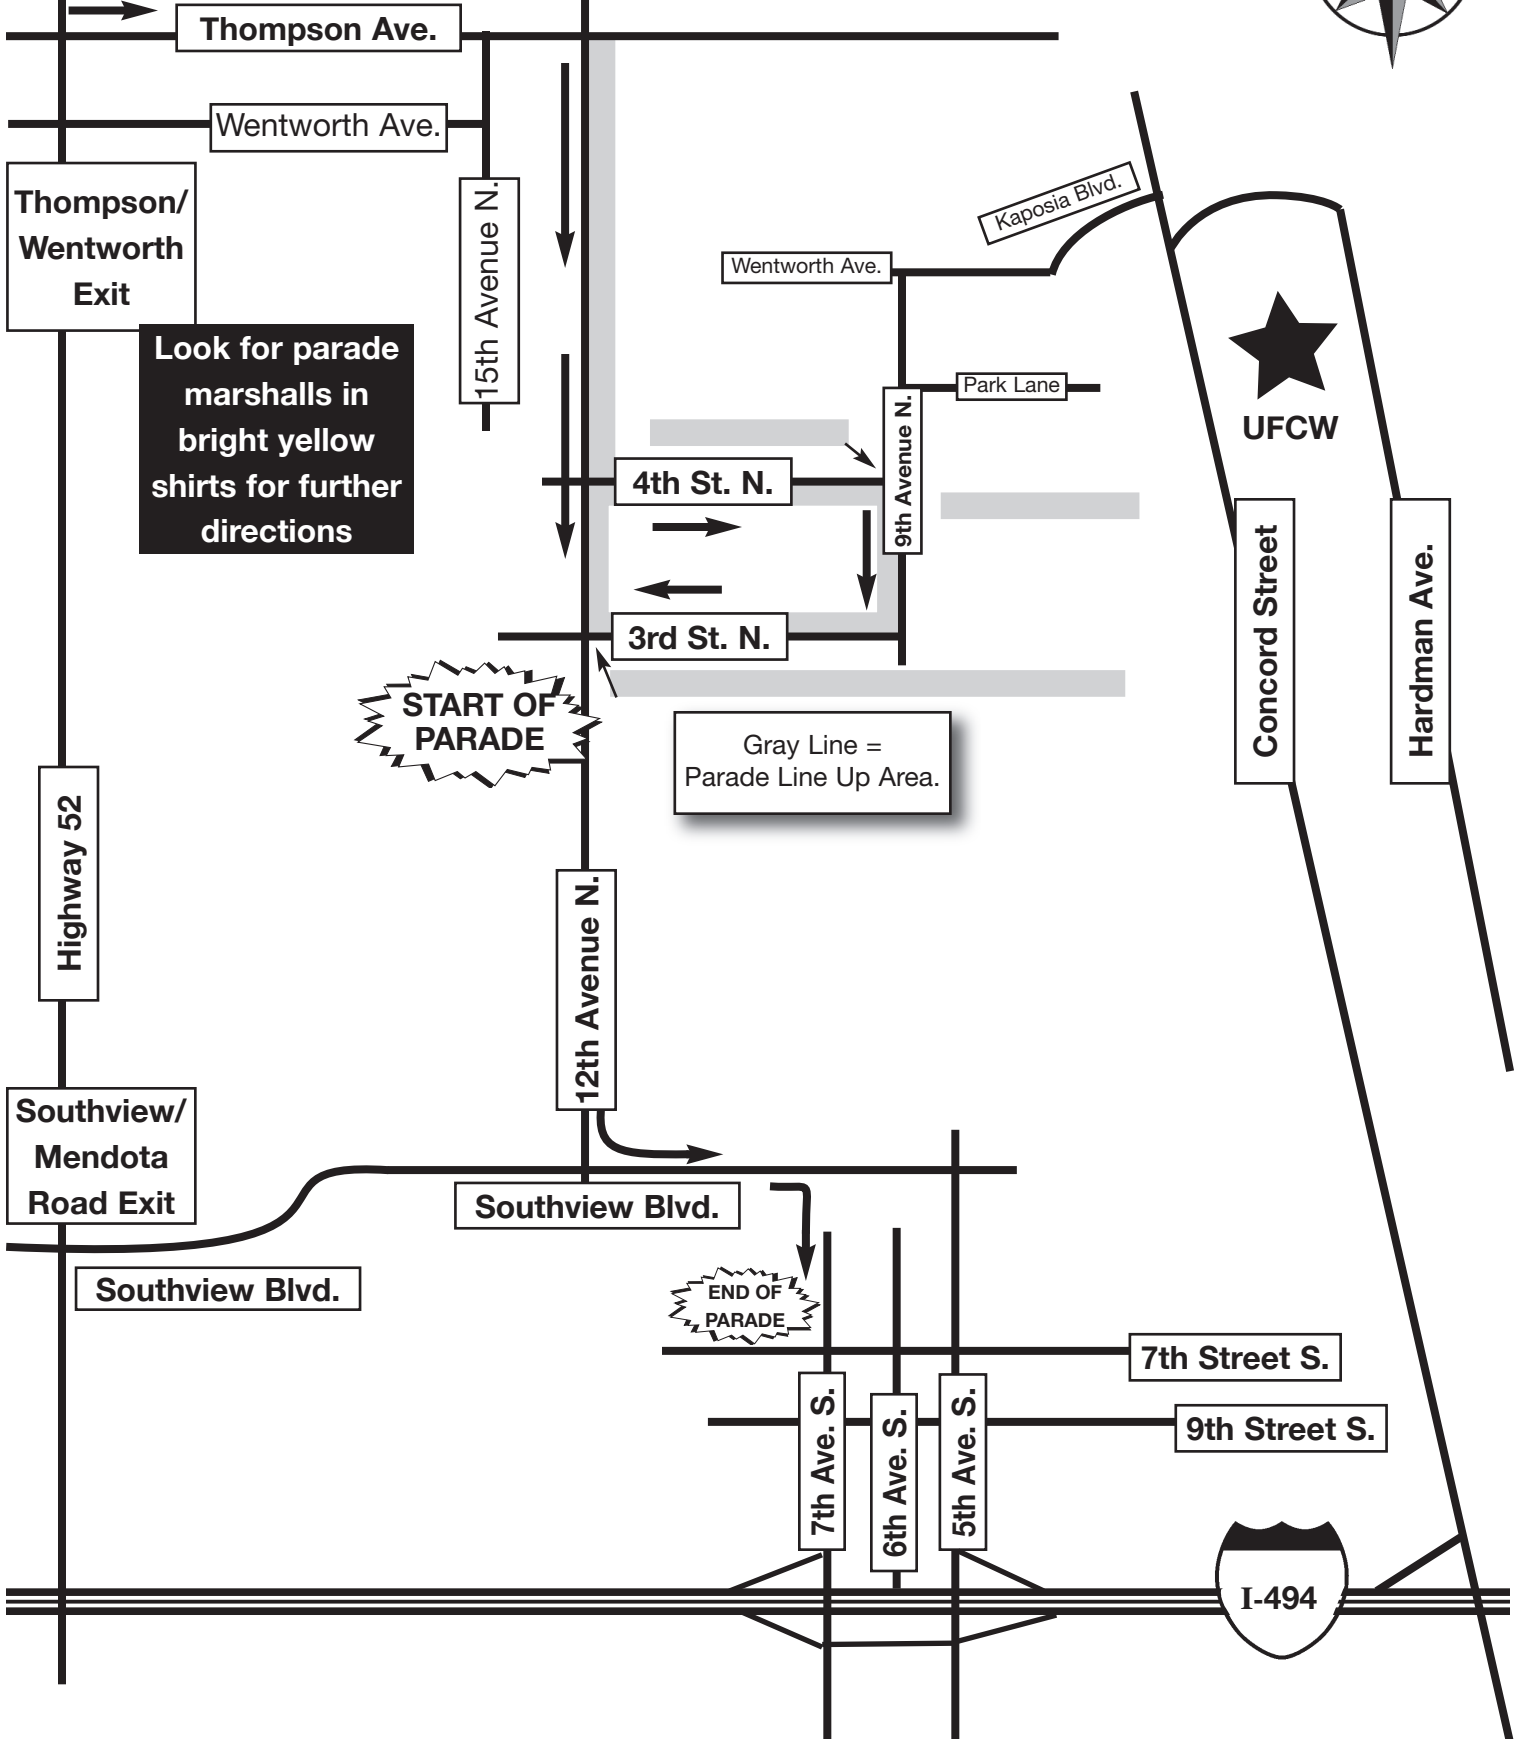 Thompson Ave.
Wentworth Ave.
Thompson/
Wentworth
Exit
15th Avenue N.
Kaposia Blvd.
Wentworth Ave.
Look for parade
marshalls in
bright yellow
shirts for further
directions
Park Lane
9th Avenue N.
UFCW
4th St. N.
3rd St. N.
Concord Street
Hardman Ave.
START OF
PARADE
Gray Line =
Parade Line Up Area.
Highway 52
12th Avenue N.
Southview/
Mendota
Road Exit
Southview Blvd.
Southview Blvd.
END OF
PARADE
7th Street S.
9th Street S.
7th Ave. S.
6th Ave. S.
5th Ave. S.
I-494